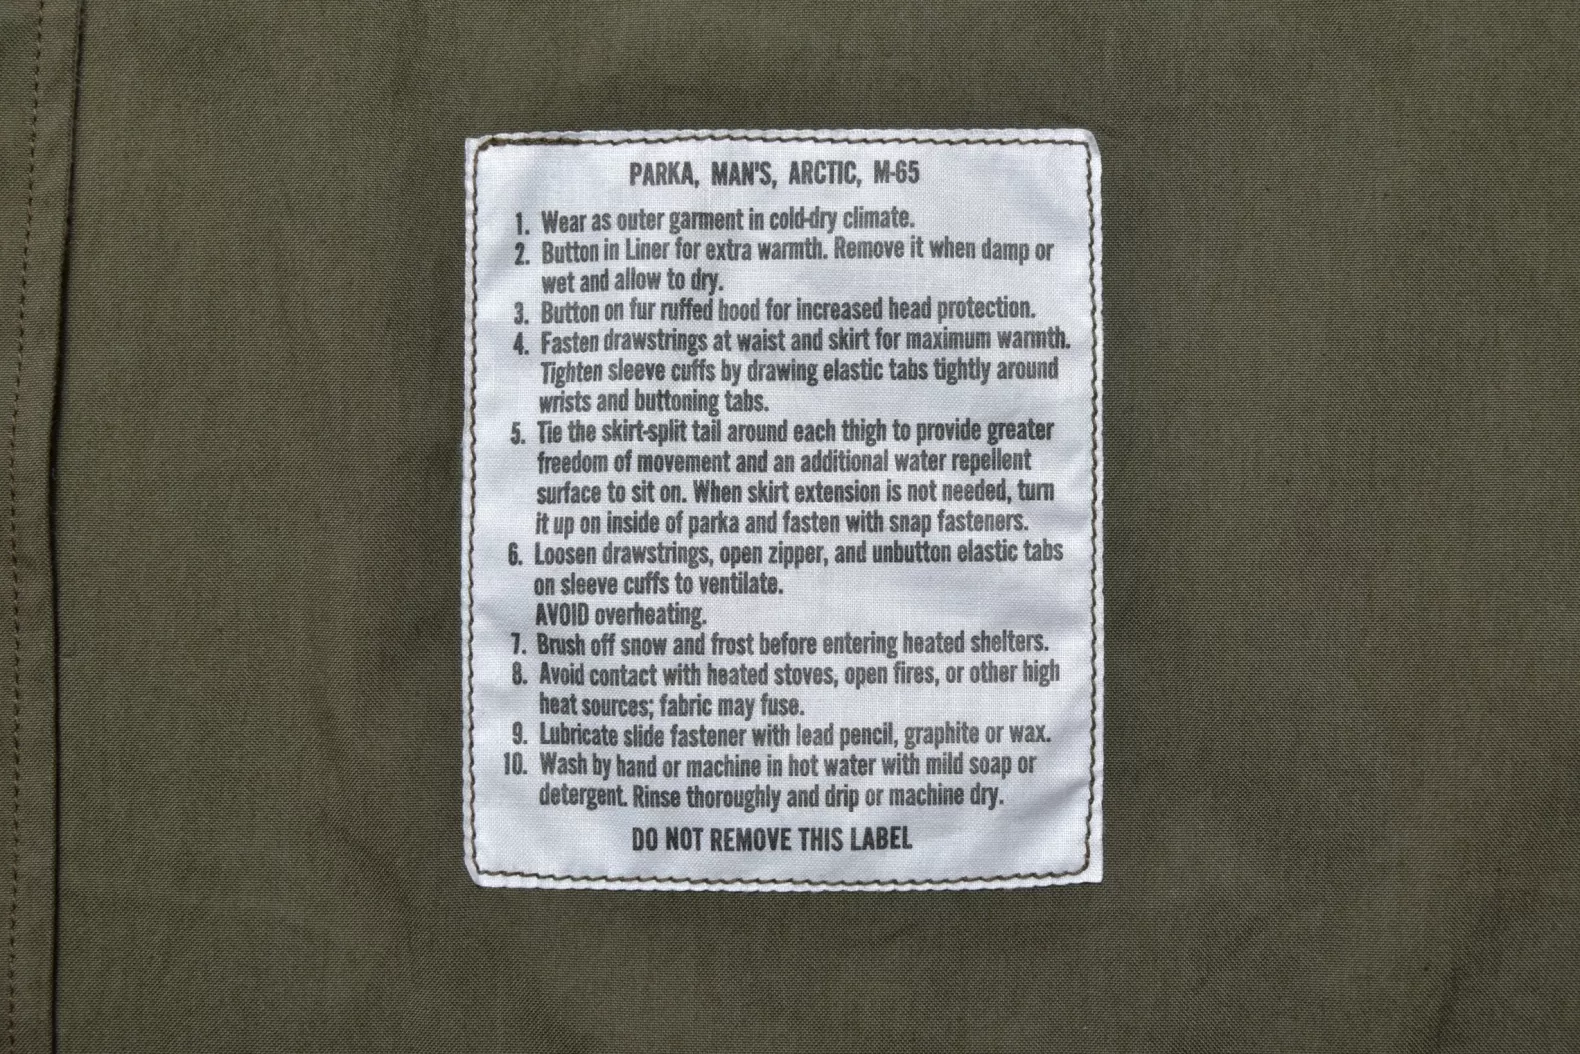 PARKA, MAN'S, ARCTIC, M-65
1. Wear as outer garment in cold-dry climate.
2. Button in Liner for extra warmth. Remove it when damp or
wet and allow to dry.
3. Button on fur ruffed hood for increased head protection.
4. Fasten drawstrings at waist and skirt for maximum warmth.
Tighten sleeve cuffs by drawing elastic tabs tightly around
wrists and buttoning tabs.
5. Tie the skirt-split tail around each thigh to provide greater
freedom of movement and an additional water repellent
surface to sit on. When skirt extension is not needed, turn
it up on inside of parka and fasten with snap fasteners.
6. Loosen drawstrings, open zipper, and unbutton elastic tabs
on sleeve cuffs to ventilate.
AVOID overheating.
7. Brush off snow and frost before entering heated shelters.
8. Avoid contact with heated stoves, open fires, or other high
heat sources; fabric may fuse.
9. Lubricate slide fastener with lead pencil, graphite or wax.
10. Wash by hand or machine in hot water with mild soap or
detergent. Rinse thoroughly and drip or machine dry.
DO NOT REMOVE THIS LABEL